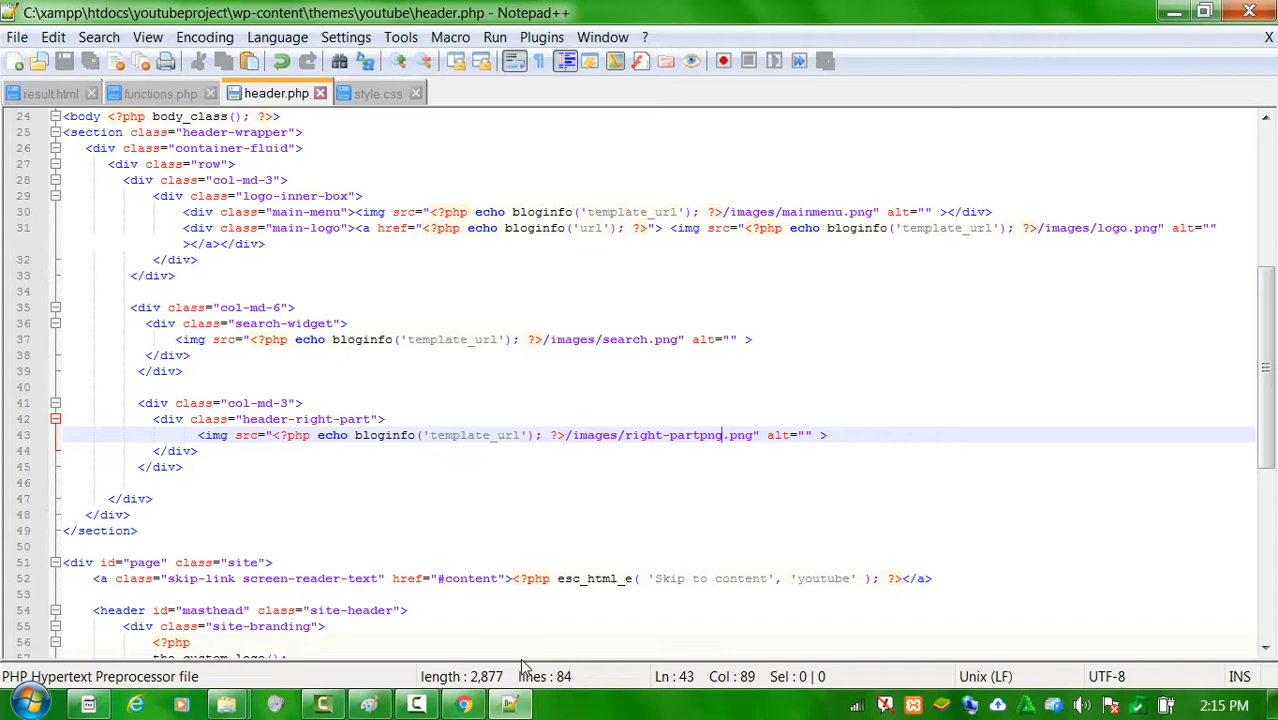 C:\xampp\htdocs\youtubeproject\wp-content\themes\youtube\header.php - Notepad++
File Edit Search View Encoding Language Settings Tools Macro Run Plugins Window ? X
result.html functions.php header.php style.css
24 <body <?php body_class(); ?>
25 <section class="header-wrapper">
26 <div class="container-fluid">
27 <div class="row">
28 <div class="col-md-3">
29 <div class="logo-inner-box">
30 <div class="main-menu"><img src="<?php echo bloginfo('template_url'); ?>/images/mainmenu.png" alt="" ></div>
31 <div class="main-logo"><a href="<?php echo bloginfo('url'); ?>"> <img src="<?php echo bloginfo('template_url'); ?>/images/logo.png" alt=""
></a></div>
32 </div>
33 </div>
34
35 <div class="col-md-6">
36 <div class="search-widget">
37 <img src="<?php echo bloginfo('template_url'); ?>/images/search.png" alt="" >
38 </div>
39 </div>
40
41 <div class="col-md-3">
42 <div class="header-right-part">
43 <img src="<?php echo bloginfo('template_url'); ?>/images/right-partpng.png" alt="" >
44 </div>
45 </div>
46
47 </div>
48 </div>
49 </section>
50
51 <div id="page" class="site">
52 <a class="skip-link screen-reader-text" href="#content"><?php esc_html_e( 'Skip to content', 'youtube' ); ?></a>
53
54 <header id="masthead" class="site-header">
55 <div class="site-branding">
56 <?php
57 the_custom_logo();
PHP Hypertext Preprocessor file length : 2,877 lines : 84 Ln : 43 Col : 89 Sel : 0 | 0 Unix (LF) UTF-8 INS
2:15 PM